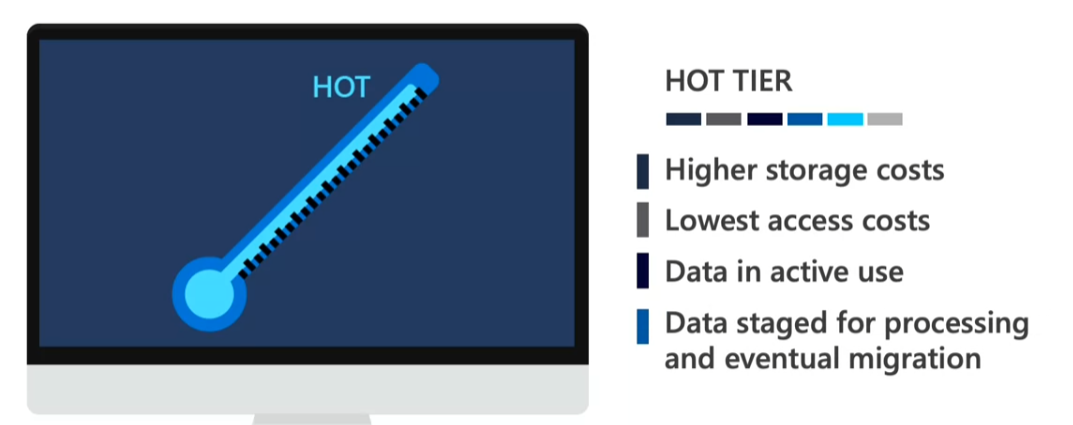 HOT
HOT TIER
Higher storage costs
Lowest access costs
Data in active use
Data staged for processing
and eventual migration